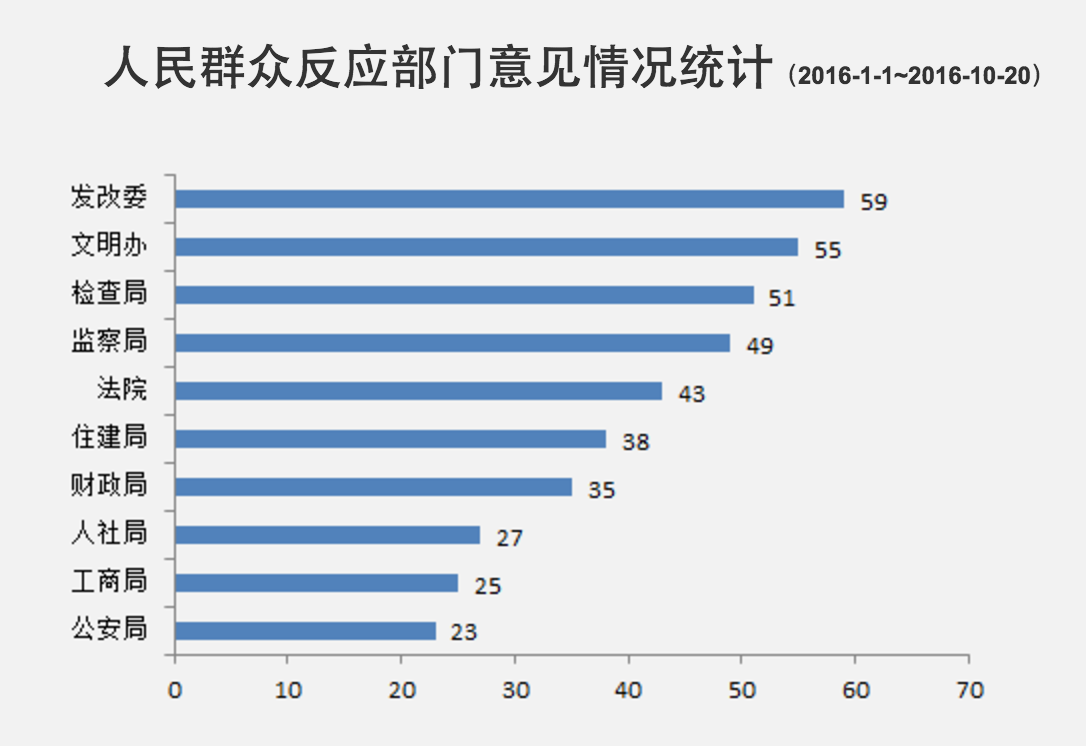 人民群众反应部门意见情况统计（2016-1-1~2016-10-20）
发改委 59
文明办 55
检查局 51
监察局 49
法院 43
住建局 38
财政局 35
人社局 27
工商局 25
公安局 23
0 10 20 30 40 50 60 70